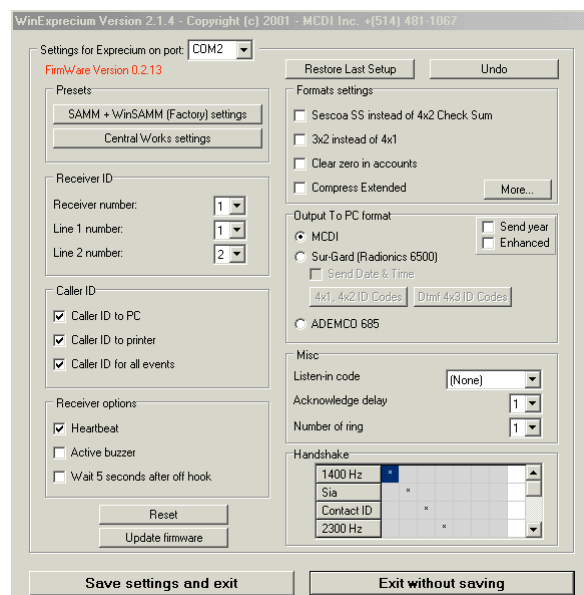 WinExprecium Version 2.1.4 - Copyright (c) 2001 - MCDI Inc. +(514) 481-1067
Settings for Exprecium on port: COM2
FirmWare Version 0.2.13
Restore Last Setup
Undo
Presets
SAMM + WinSAMM (Factory) settings
Central Works settings
Receiver ID
Receiver number: 1
Line 1 number: 1
Line 2 number: 2
Caller ID
Caller ID to PC
Caller ID to printer
Caller ID for all events
Receiver options
Heartbeat
Active buzzer
Wait 5 seconds after off hook
Reset
Update firmware
Formats settings
Sescoa SS instead of 4x2 Check Sum
3x2 instead of 4x1
Clear zero in accounts
Compress Extended
More...
Output To PC format
MCDI
Send year
Enhanced
Sur-Gard (Radionics 6500)
Send Date & Time
4x1, 4x2 ID Codes
Dtmf 4x3 ID Codes
ADEMCO 685
Misc
Listen-in code (None)
Acknowledge delay 1
Number of ring 1
Handshake
1400 Hz *
Sia *
Contact ID *
2300 Hz *
Save settings and exit
Exit without saving